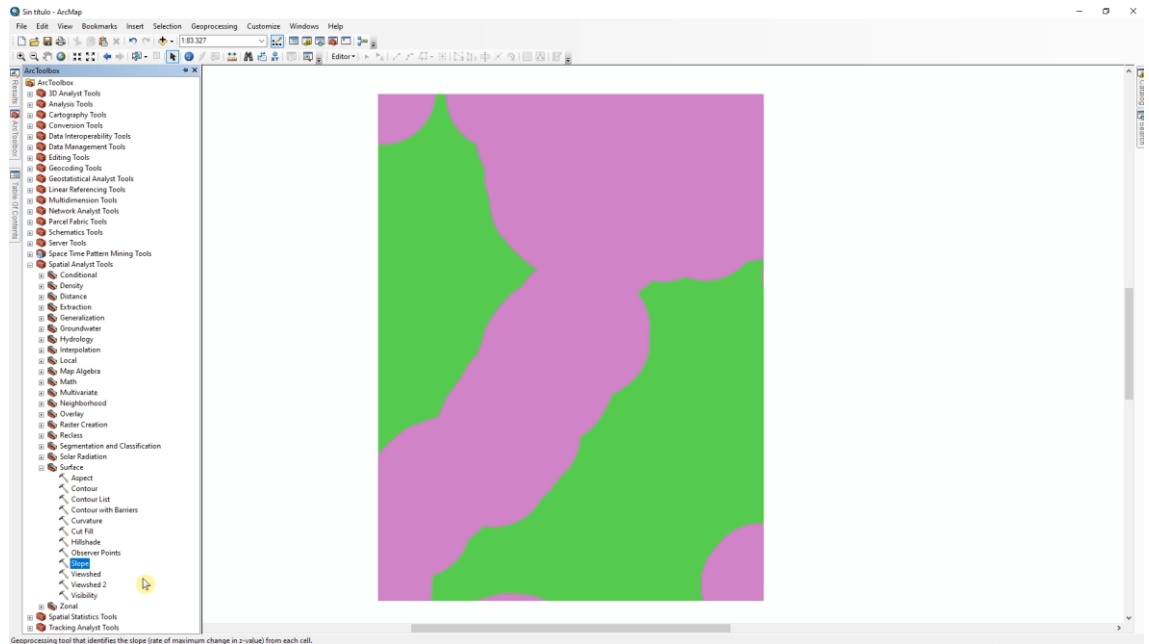 Sin título - ArcMap
File Edit View Bookmarks Insert Selection Geoprocessing Customize Windows Help
1:83.327
Editor
ArcToolbox
ArcToolbox
3D Analyst Tools
Analysis Tools
Cartography Tools
Conversion Tools
Data Interoperability Tools
Data Management Tools
Editing Tools
Geocoding Tools
Geostatistical Analyst Tools
Linear Referencing Tools
Multidimension Tools
Network Analyst Tools
Parcel Fabric Tools
Schematics Tools
Server Tools
Space Time Pattern Mining Tools
Spatial Analyst Tools
Conditional
Density
Distance
Extraction
Generalization
Groundwater
Hydrology
Interpolation
Local
Map Algebra
Math
Multivariate
Neighborhood
Overlay
Raster Creation
Reclass
Segmentation and Classification
Solar Radiation
Surface
Aspect
Contour
Contour List
Contour with Barriers
Curvature
Cut Fill
Hillshade
Observer Points
Slope
Viewshed
Viewshed 2
Visibility
Zonal
Spatial Statistics Tools
Tracking Analyst Tools
Results
ArcToolbox
Table Of Contents
Catalog
Search
Geoprocessing tool that identifies the slope (rate of maximum change in z-value) from each cell.